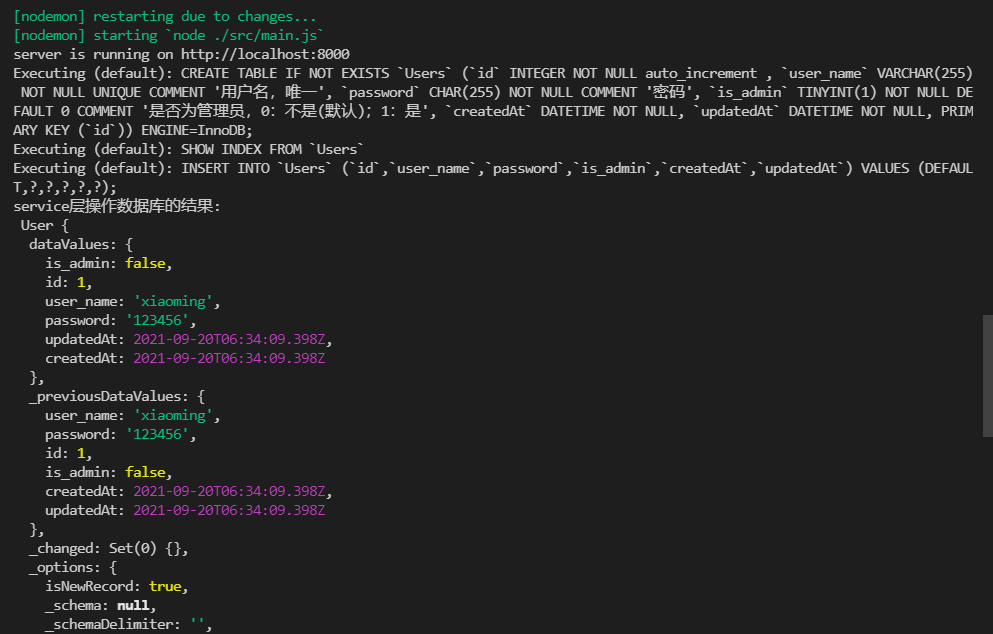 [nodemon] restarting due to changes...
[nodemon] starting `node ./src/main.js`
server is running on http://localhost:8000
Executing (default): CREATE TABLE IF NOT EXISTS `Users` (`id` INTEGER NOT NULL auto_increment , `user_name` VARCHAR(255)
 NOT NULL UNIQUE COMMENT '用户名, 唯一', `password` CHAR(255) NOT NULL COMMENT '密码', `is_admin` TINYINT(1) NOT NULL DE
FAULT 0 COMMENT '是否为管理员, 0: 不是(默认); 1: 是', `createdAt` DATETIME NOT NULL, `updatedAt` DATETIME NOT NULL, PRIM
ARY KEY (`id`)) ENGINE=InnoDB;
Executing (default): SHOW INDEX FROM `Users`
Executing (default): INSERT INTO `Users` (`id`,`user_name`,`password`,`is_admin`,`createdAt`,`updatedAt`) VALUES (DEFAUL
T,?,?,?,?,?);
service层操作数据库的结果:
 User {
  dataValues: {
    is_admin: false,
    id: 1,
    user_name: 'xiaoming',
    password: '123456',
    updatedAt: 2021-09-20T06:34:09.398Z,
    createdAt: 2021-09-20T06:34:09.398Z
  },
  _previousDataValues: {
    user_name: 'xiaoming',
    password: '123456',
    id: 1,
    is_admin: false,
    createdAt: 2021-09-20T06:34:09.398Z,
    updatedAt: 2021-09-20T06:34:09.398Z
  },
  _changed: Set(0) {},
  _options: {
    isNewRecord: true,
    _schema: null,
    _schemaDelimiter: '',